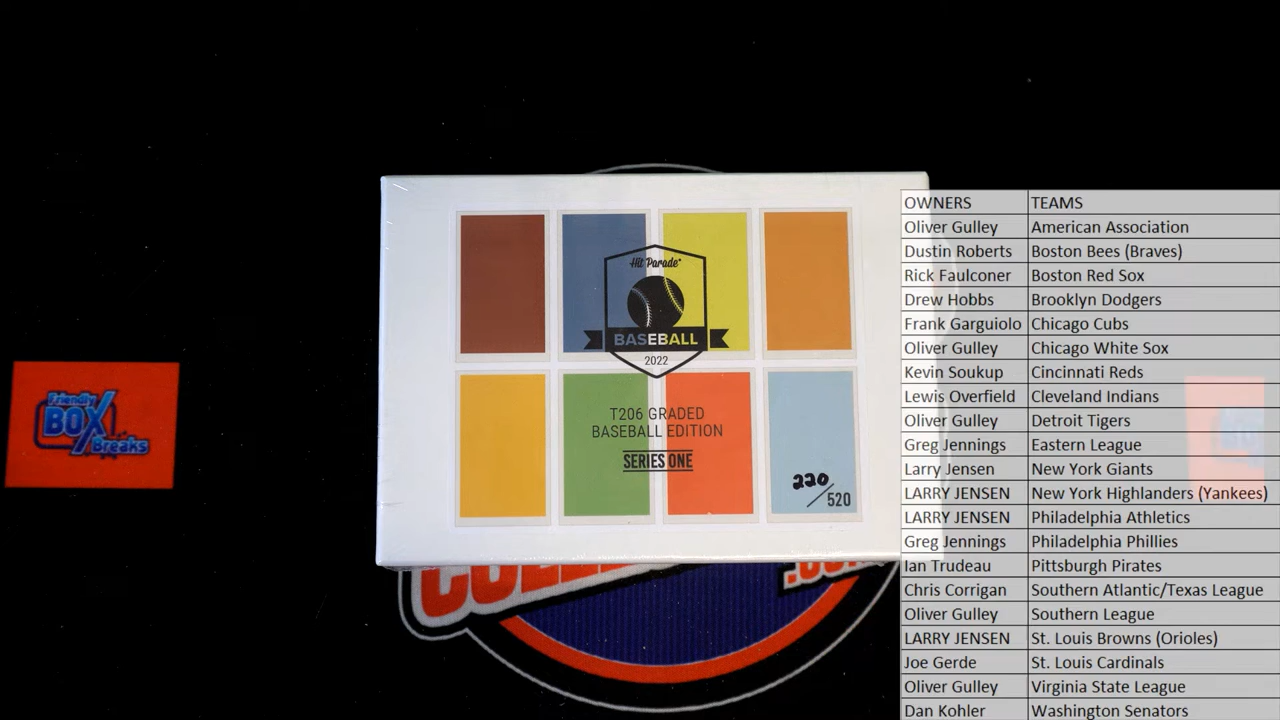 Friendly
BOX
Breaks
Hit Parade
BASEBALL
2022
T206 GRADED
BASEBALL EDITION
SERIES ONE
220/520
OWNERS TEAMS
Oliver Gulley American Association
Dustin Roberts Boston Bees (Braves)
Rick Faulconer Boston Red Sox
Drew Hobbs Brooklyn Dodgers
Frank Garguiolo Chicago Cubs
Oliver Gulley Chicago White Sox
Kevin Soukup Cincinnati Reds
Lewis Overfield Cleveland Indians
Oliver Gulley Detroit Tigers
Greg Jennings Eastern League
Larry Jensen New York Giants
LARRY JENSEN New York Highlanders (Yankees)
LARRY JENSEN Philadelphia Athletics
Greg Jennings Philadelphia Phillies
Ian Trudeau Pittsburgh Pirates
Chris Corrigan Southern Atlantic/Texas League
Oliver Gulley Southern League
LARRY JENSEN St. Louis Browns (Orioles)
Joe Gerde St. Louis Cardinals
Oliver Gulley Virginia State League
Dan Kohler Washington Senators